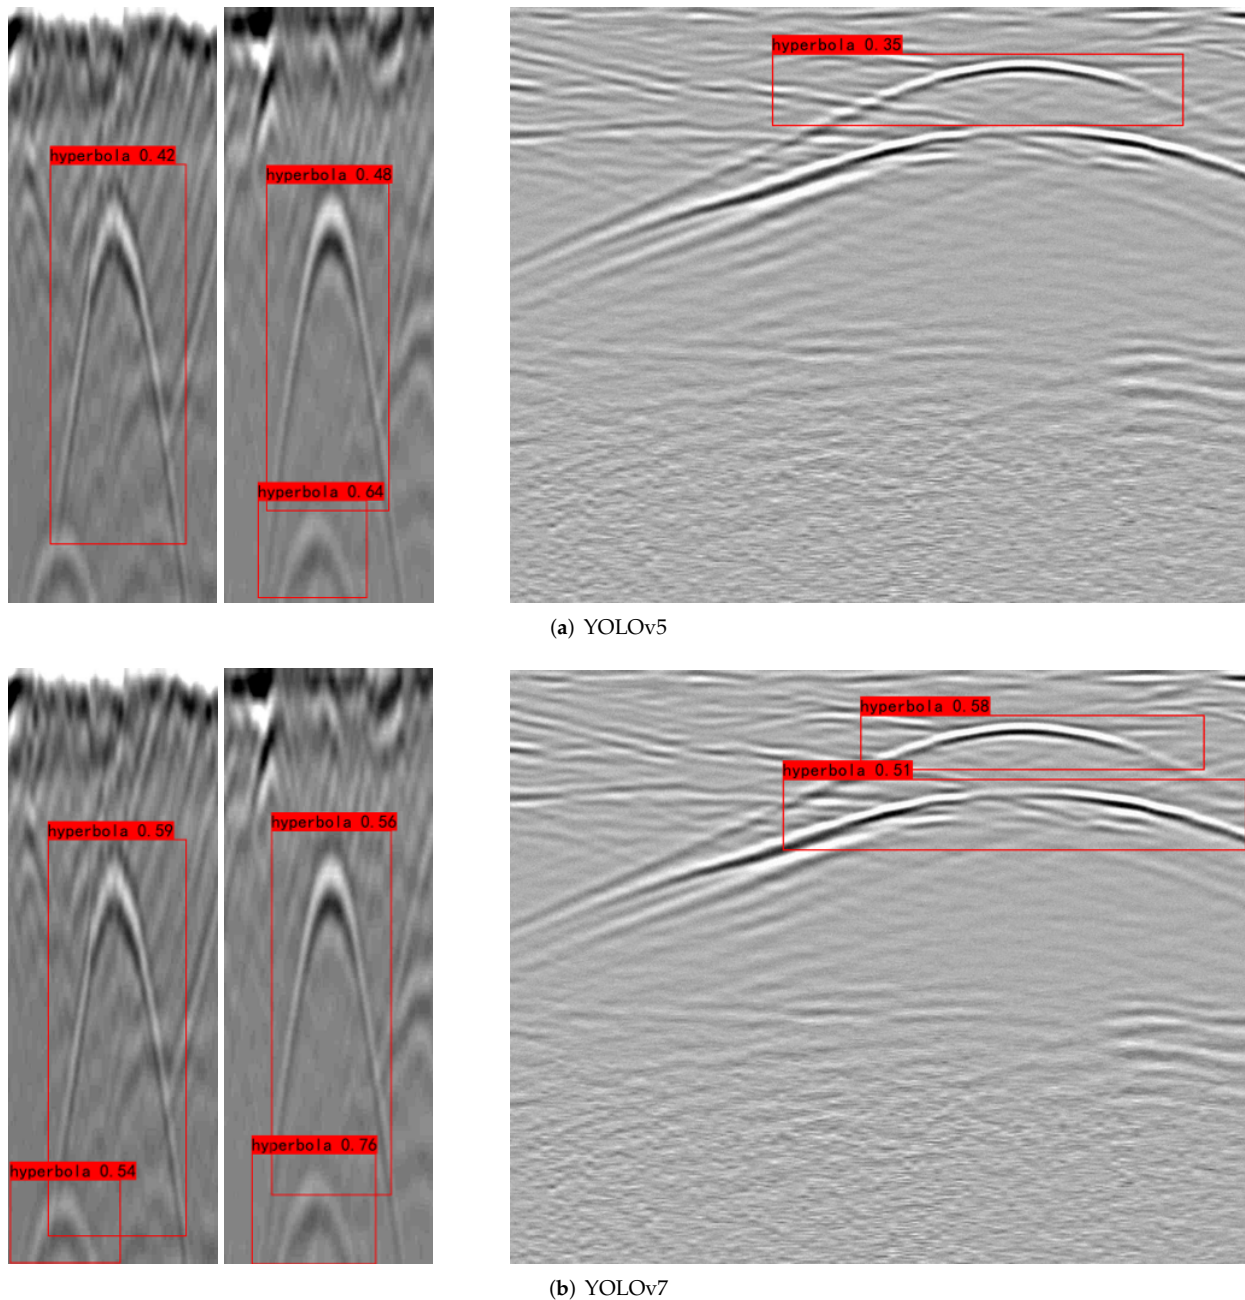 hyperbola 0.42
hyperbola 0.48
hyperbola 0.64
hyperbola 0.35
(a) YOLOv5
hyperbola 0.59
hyperbola 0.54
hyperbola 0.56
hyperbola 0.76
hyperbola 0.58
hyperbola 0.51
(b) YOLOv7